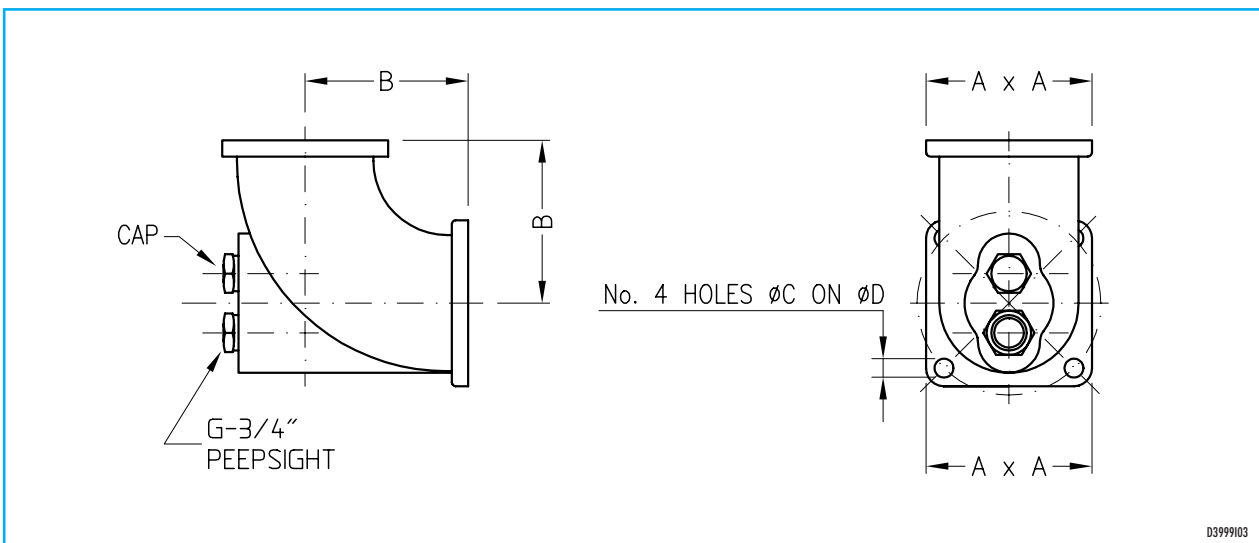 B
A x A
CAP
B
No. 4 HOLES øC ON øD
G-3/4"
PEEPSIGHT
A x A
D3999I03